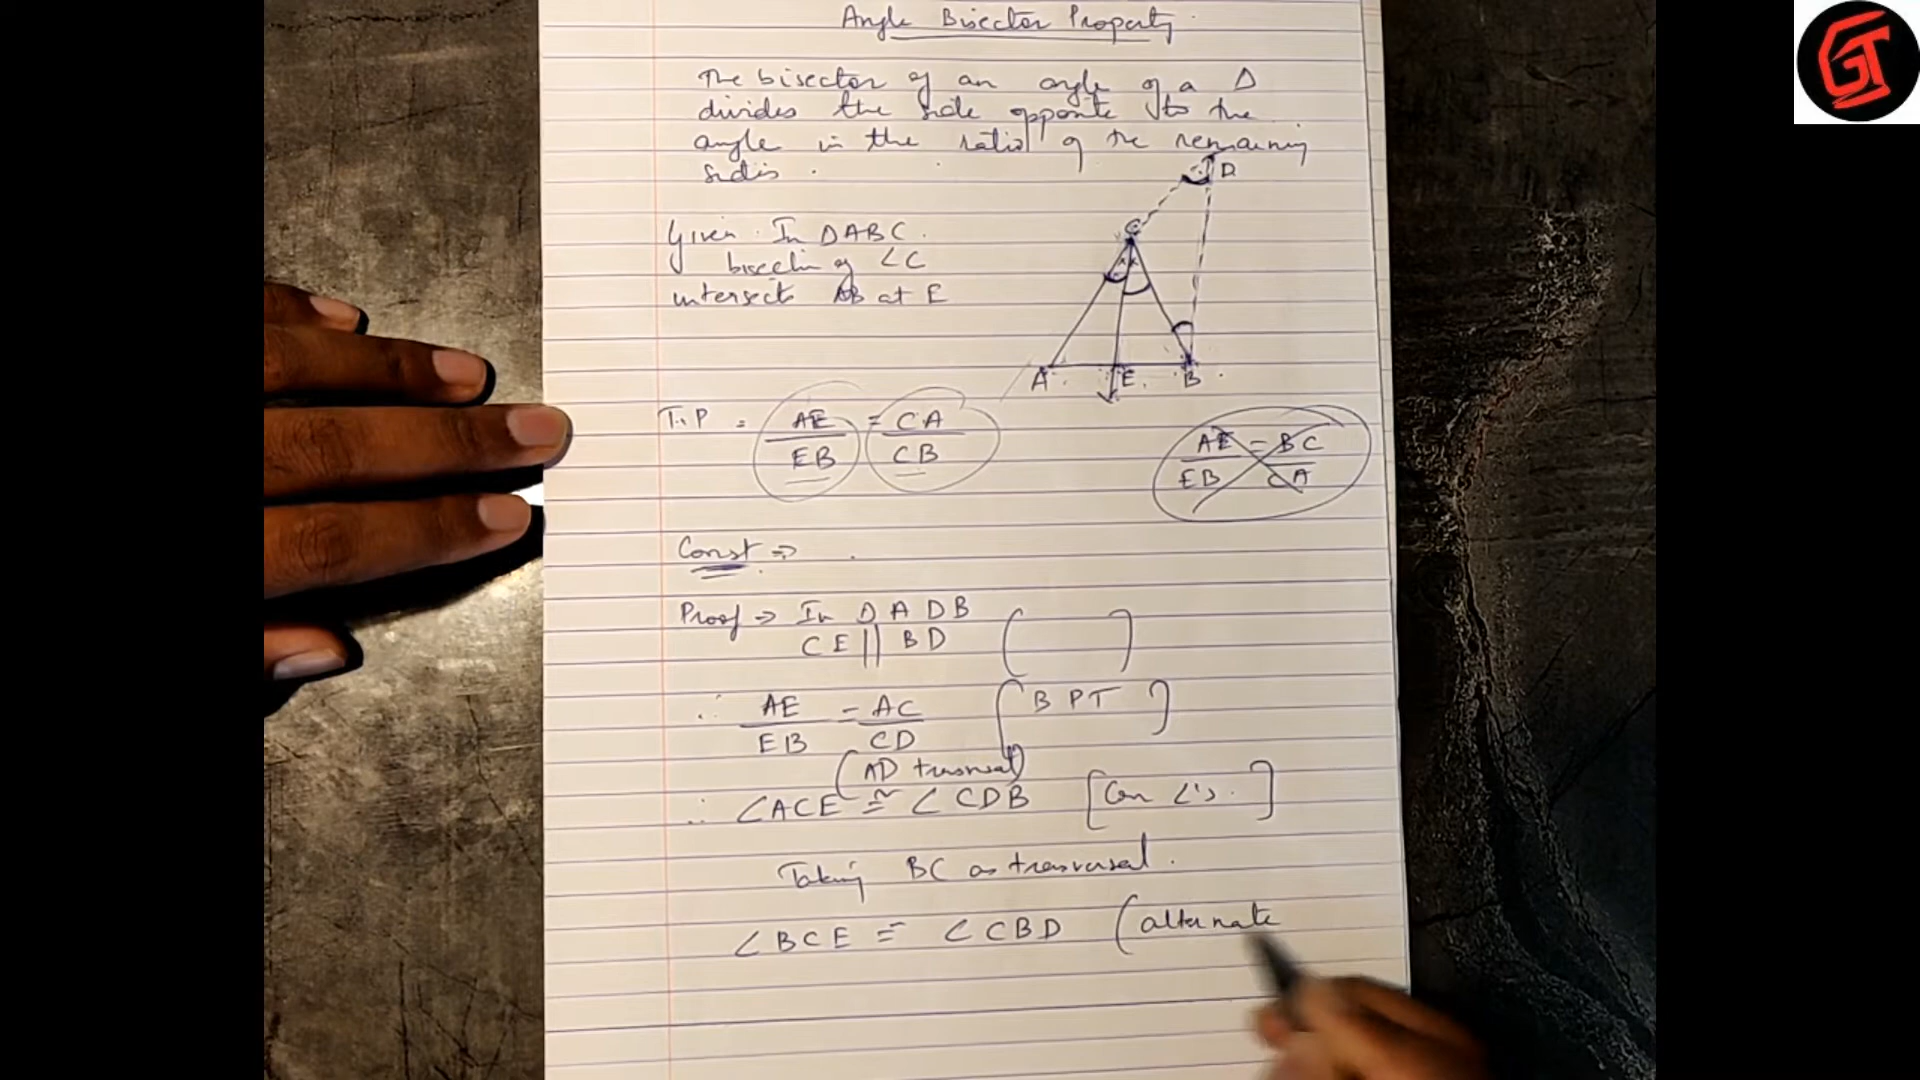 Angle Bisector Property
The bisector of an angle of a Δ
divides the side opposite to the
angle in the ratio of the remaining
sides.
D
Given. In ΔABC.
bisector of ∠C
intersects AB at E
C
x x
A E B
T.P = AE/EB = CA/CB
AE/EB = BC/CA
Const ⇒
Proof ⇒ In Δ ADB
CE || BD ( )
∴ AE/EB = AC/CD [BPT]
(AD transversal)
∴ ∠ACE ≅ ∠CDB [Corr ∠'s.]
Taking BC as trasversal.
∠BCE ≅ ∠CBD (alternate
GT